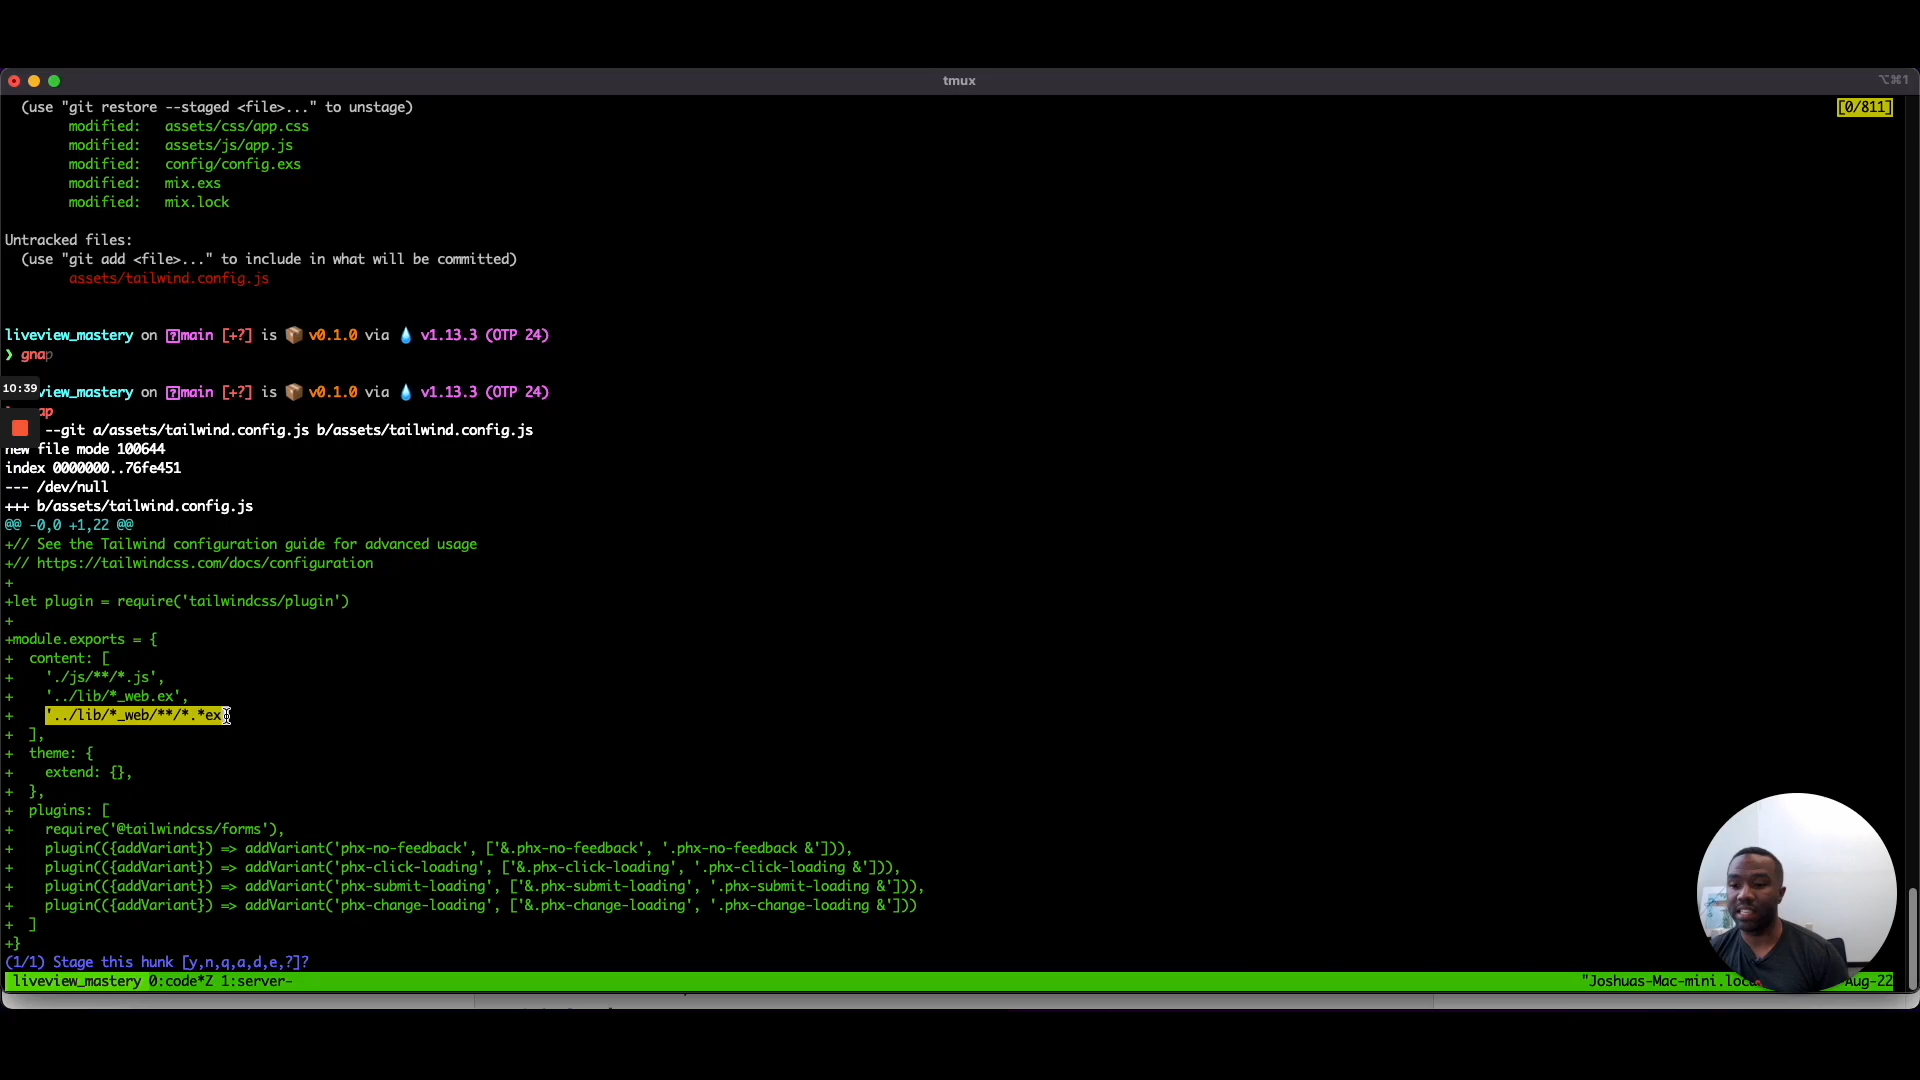 tmux
⌥⌘1
(use "git restore --staged <file>..." to unstage)
[0/811]
modified:   assets/css/app.css
modified:   assets/js/app.js
modified:   config/config.exs
modified:   mix.exs
modified:   mix.lock
Untracked files:
(use "git add <file>..." to include in what will be committed)
assets/tailwind.config.js
liveview_mastery on main [+?] is v0.1.0 via v1.13.3 (OTP 24)
❯ gnap
10:39
view_mastery on main [+?] is v0.1.0 via v1.13.3 (OTP 24)
ap
--git a/assets/tailwind.config.js b/assets/tailwind.config.js
new file mode 100644
index 0000000..76fe451
--- /dev/null
+++ b/assets/tailwind.config.js
@@ -0,0 +1,22 @@
+// See the Tailwind configuration guide for advanced usage
+// https://tailwindcss.com/docs/configuration
+
+let plugin = require('tailwindcss/plugin')
+
+module.exports = {
+  content: [
+    './js/**/*.js',
+    '../lib/*_web.ex',
+    '../lib/*_web/**/*.*ex
+  ],
+  theme: {
+    extend: {},
+  },
+  plugins: [
+    require('@tailwindcss/forms'),
+    plugin(({addVariant}) => addVariant('phx-no-feedback', ['&.phx-no-feedback', '.phx-no-feedback &'])),
+    plugin(({addVariant}) => addVariant('phx-click-loading', ['&.phx-click-loading', '.phx-click-loading &'])),
+    plugin(({addVariant}) => addVariant('phx-submit-loading', ['&.phx-submit-loading', '.phx-submit-loading &'])),
+    plugin(({addVariant}) => addVariant('phx-change-loading', ['&.phx-change-loading', '.phx-change-loading &']))
+  ]
+}
(1/1) Stage this hunk [y,n,q,a,d,e,?]?
liveview_mastery 0:code*Z 1:server-
"Joshuas-Mac-mini.loc
Aug-22